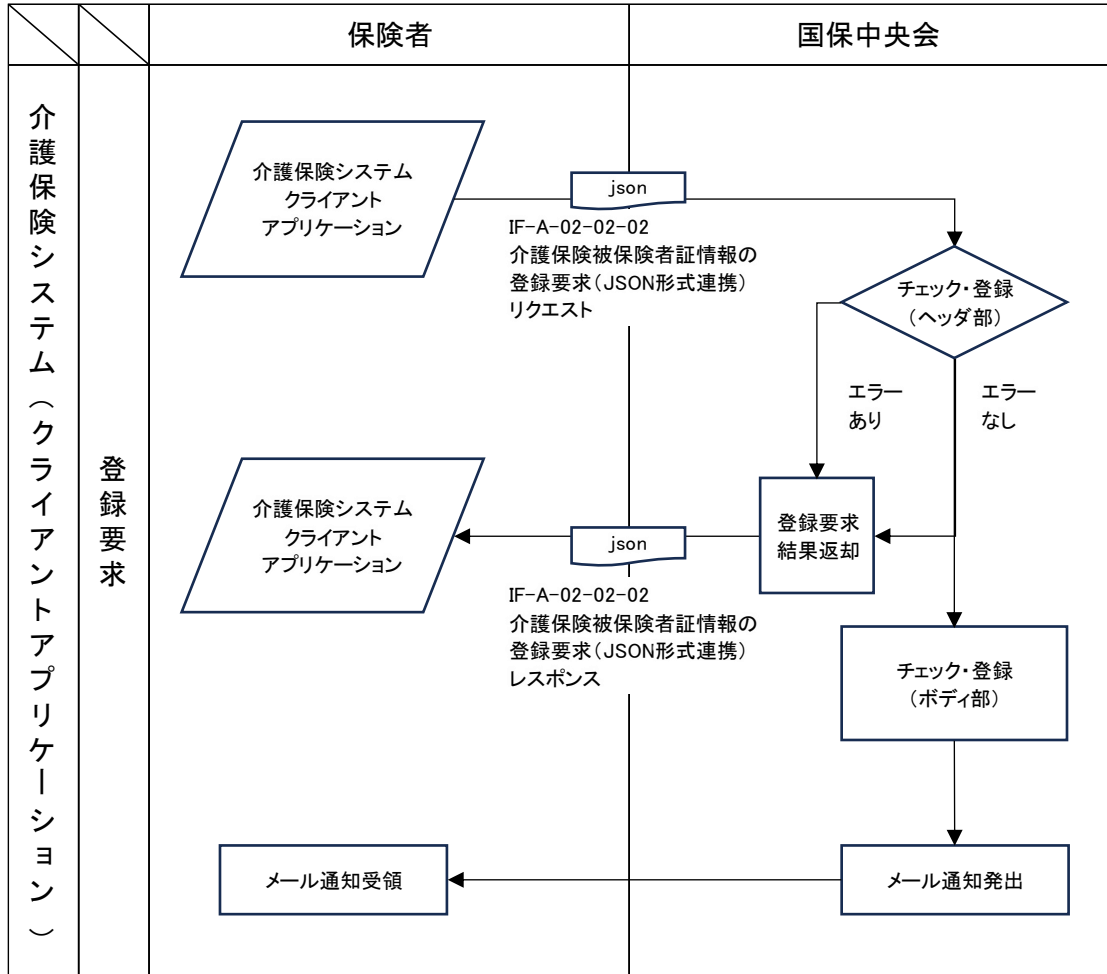 保険者
国保中央会
介護保険システム（クライアントアプリケーション）
登録要求
介護保険システム
クライアント
アプリケーション
json
IF-A-02-02-02
介護保険被保険者証情報の
登録要求（JSON形式連携）
リクエスト
チェック・登録
（ヘッダ部）
エラー
あり
エラー
なし
介護保険システム
クライアント
アプリケーション
json
登録要求
結果返却
IF-A-02-02-02
介護保険被保険者証情報の
登録要求（JSON形式連携）
レスポンス
チェック・登録
（ボディ部）
メール通知受領
メール通知発出